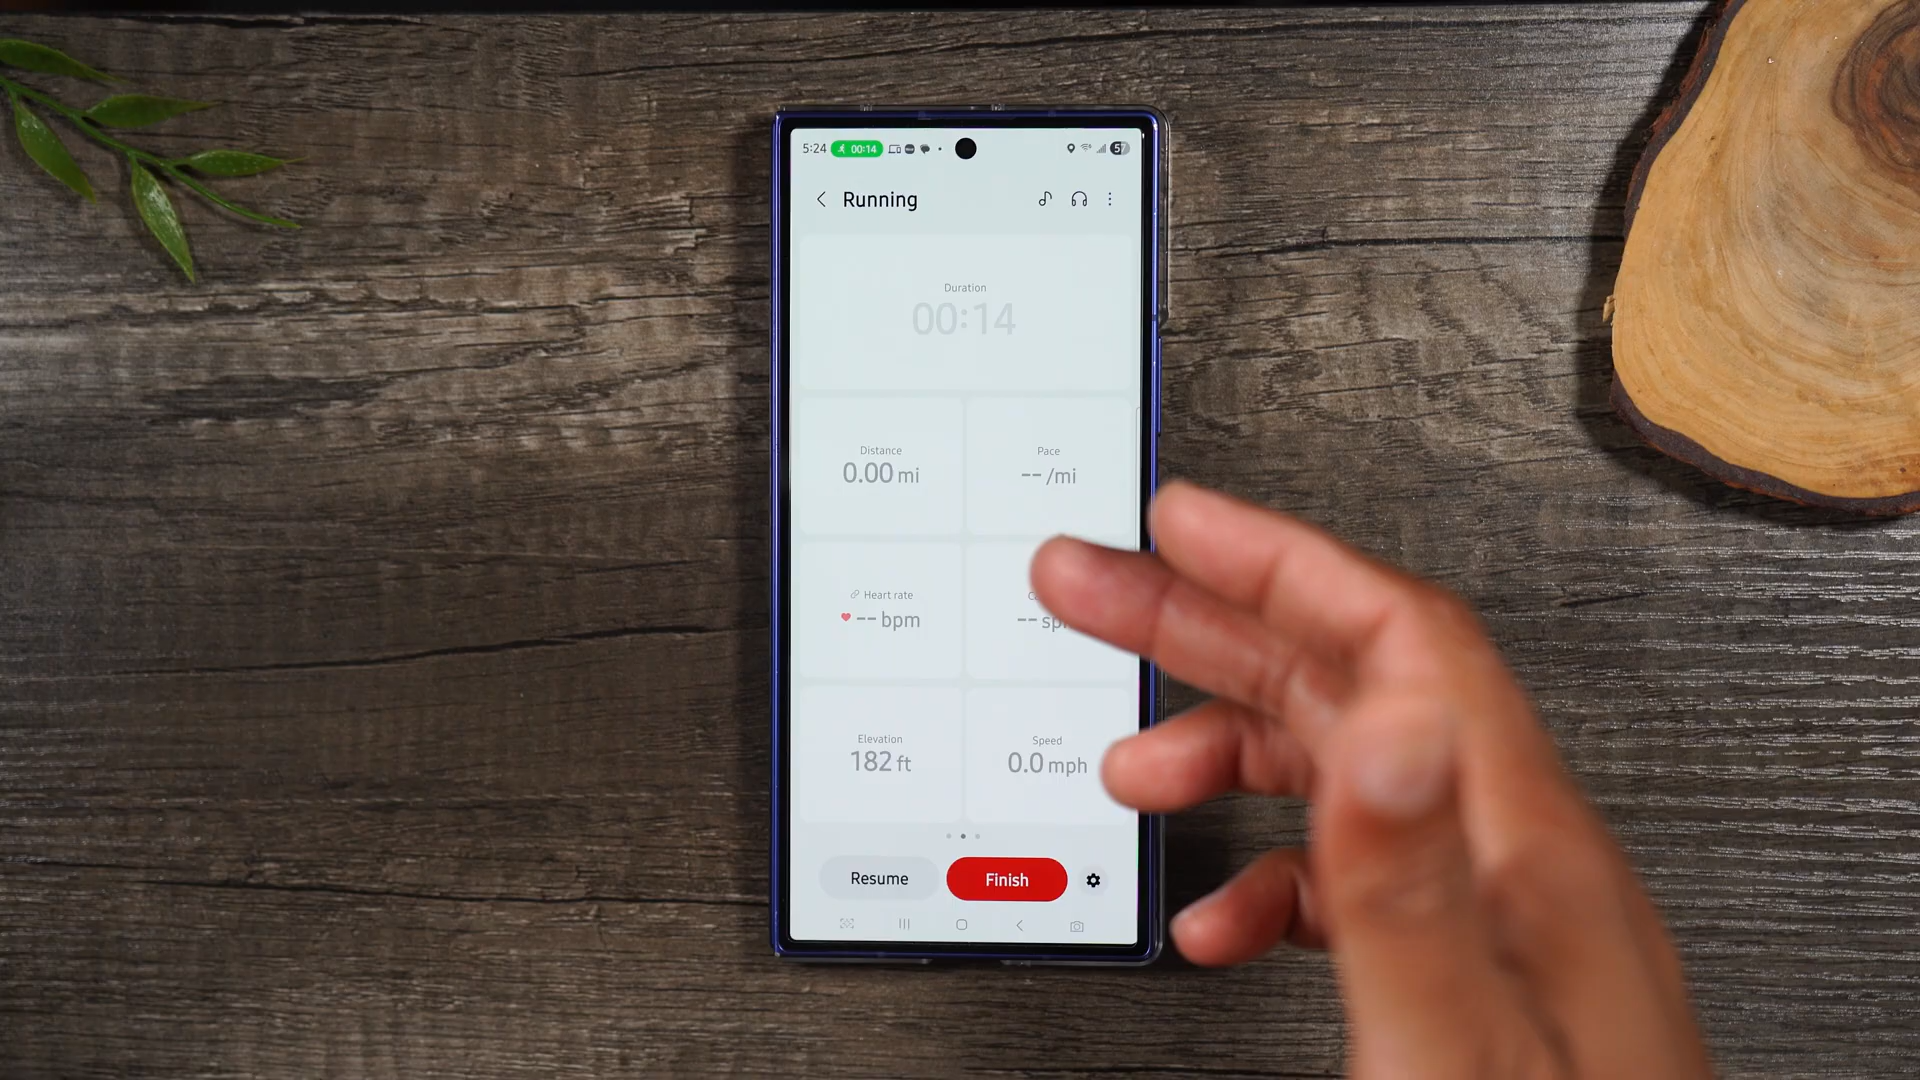 5:24 00:14 57
Running
Duration
00:14
Distance
0.00 mi
Pace
--/mi
Heart rate
-- bpm
--
Elevation
182 ft
Speed
0.0 mph
Resume
Finish